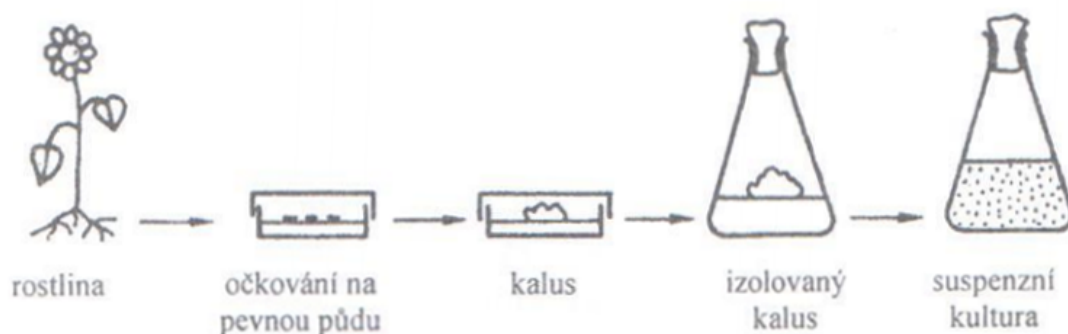 rostlina
očkování na
pevnou půdu
kalus
izolovaný
kalus
suspenzní
kultura